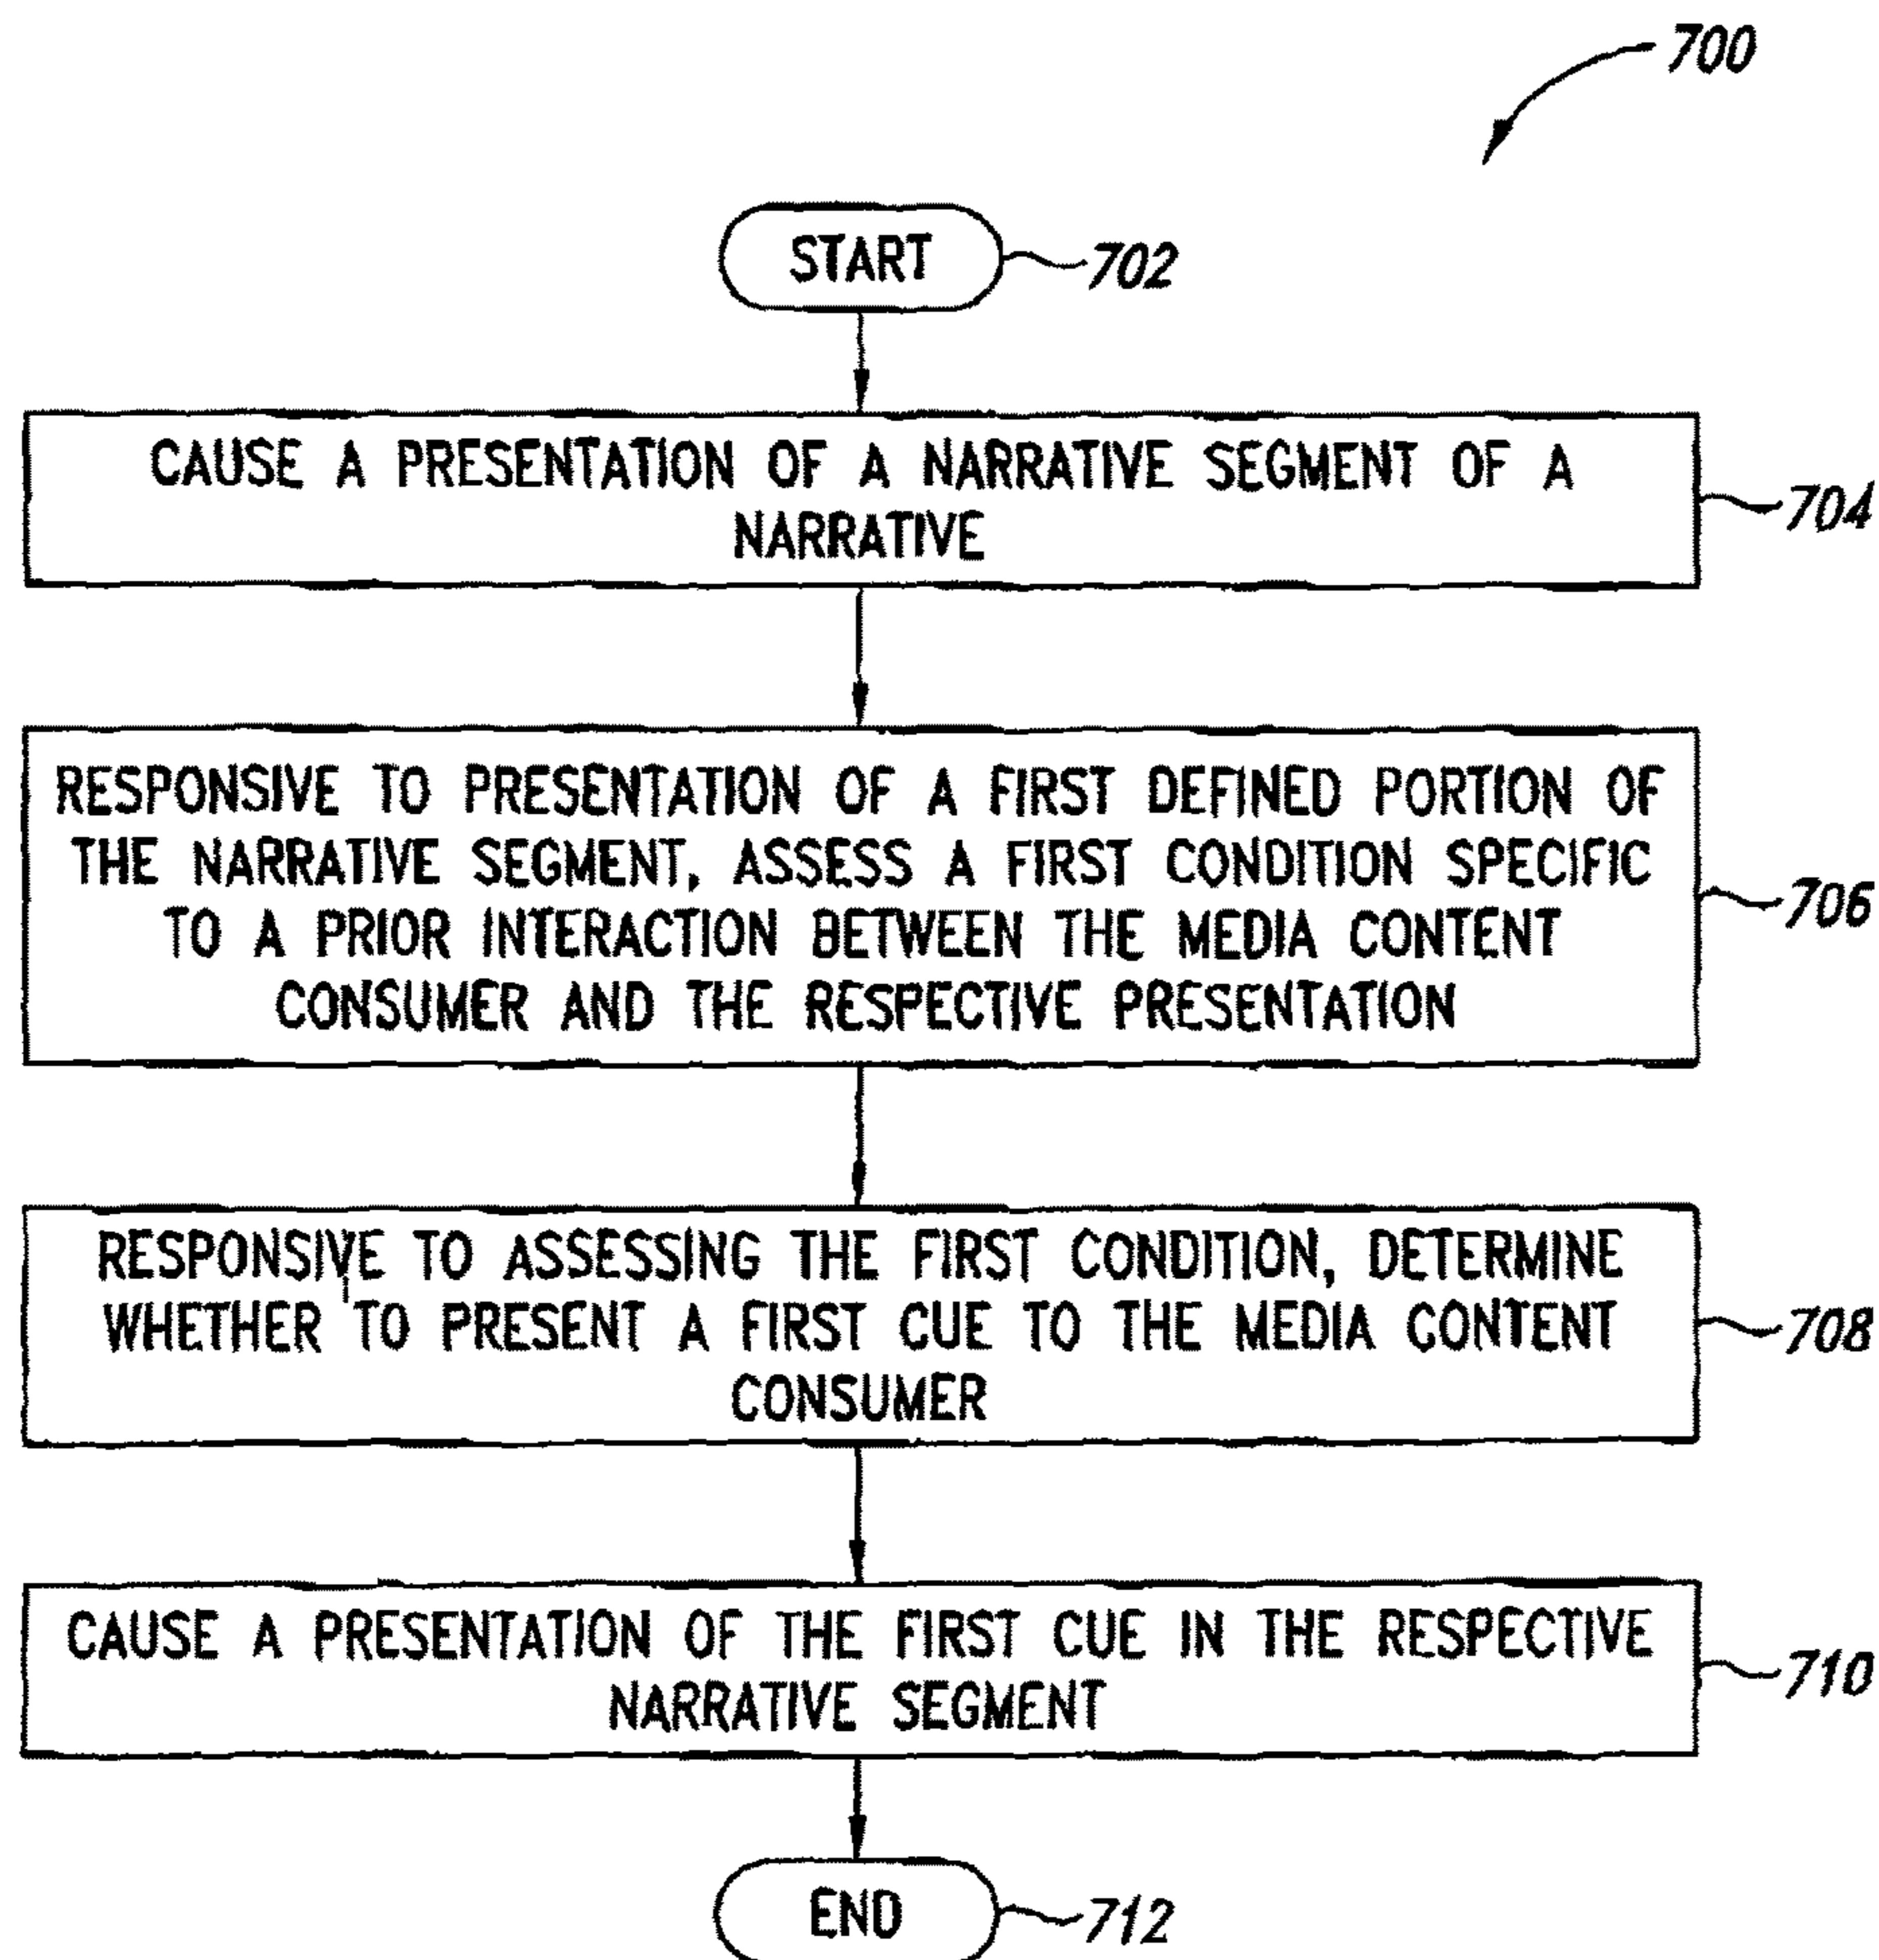 700
START
702
CAUSE A PRESENTATION OF A NARRATIVE SEGMENT OF A
NARRATIVE
704
RESPONSIVE TO PRESENTATION OF A FIRST DEFINED PORTION OF
THE NARRATIVE SEGMENT, ASSESS A FIRST CONDITION SPECIFIC
TO A PRIOR INTERACTION BETWEEN THE MEDIA CONTENT
CONSUMER AND THE RESPECTIVE PRESENTATION
706
RESPONSIVE TO ASSESSING THE FIRST CONDITION, DETERMINE
WHETHER TO PRESENT A FIRST CUE TO THE MEDIA CONTENT
CONSUMER
708
CAUSE A PRESENTATION OF THE FIRST CUE IN THE RESPECTIVE
NARRATIVE SEGMENT
710
END
712